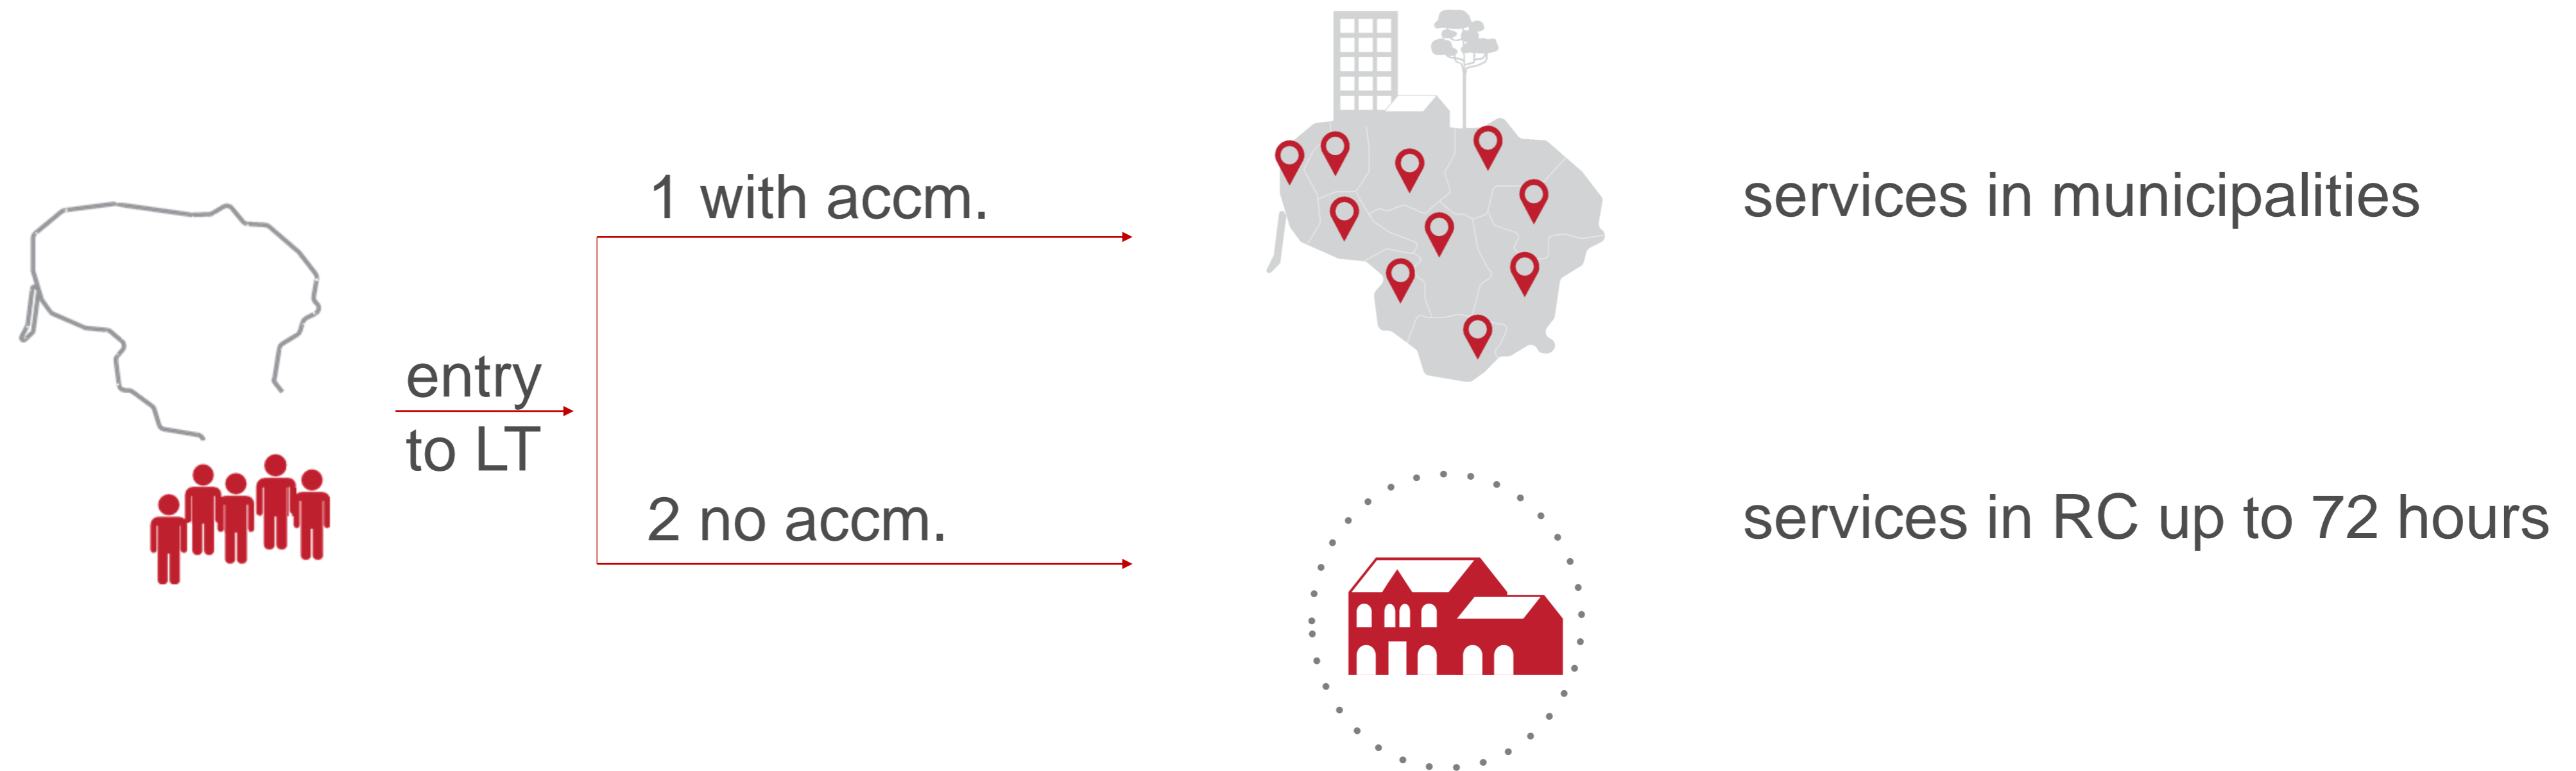 entry
to LT
1 with accm.
services in municipalities
2 no accm.
services in RC up to 72 hours